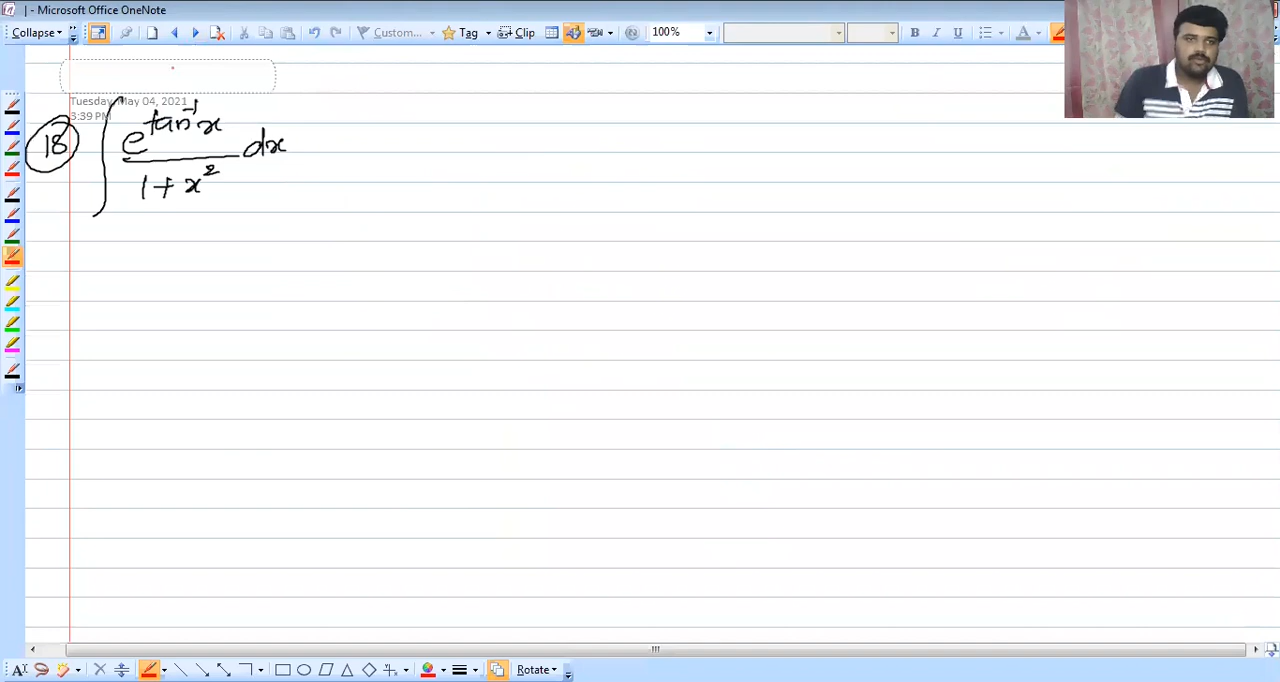 | - Microsoft Office OneNote
Collapse Custom... Tag Clip 100% B I U A
Tuesday, May 04, 2021
3:39 PM
18 ∫ e^(tan⁻¹x) / (1 + x²) dx
A Rotate